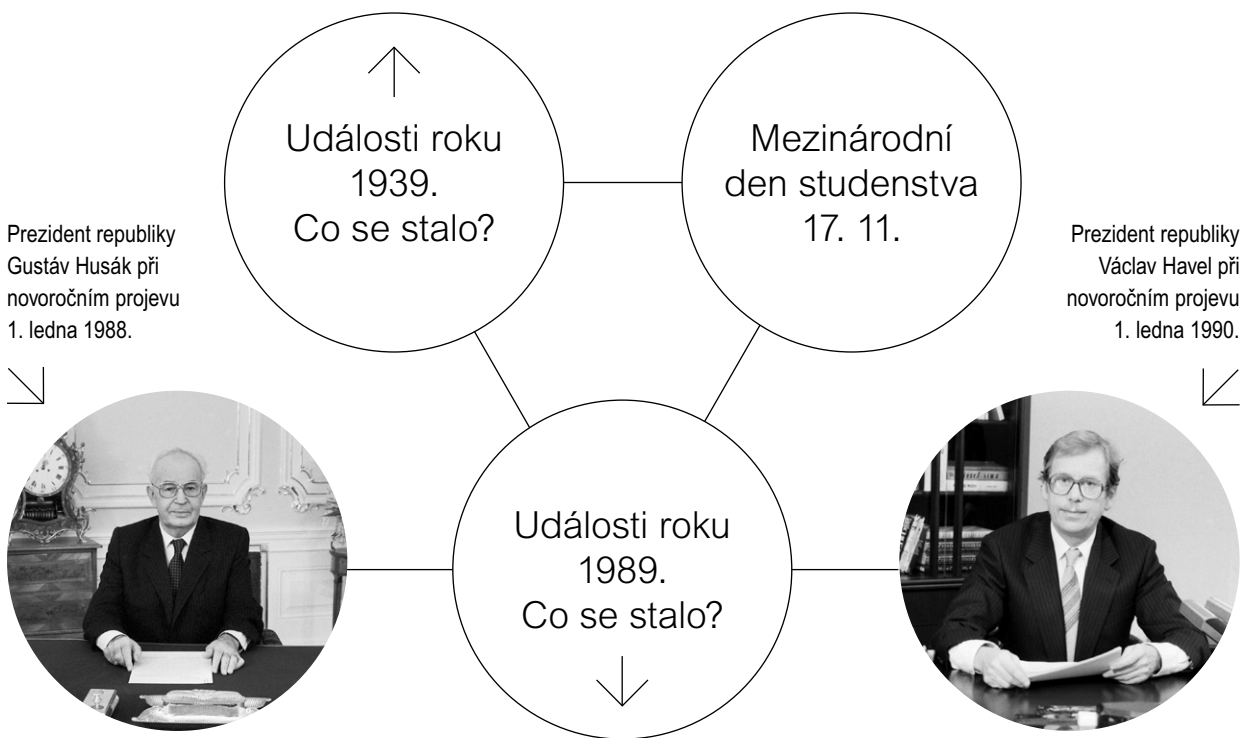 Události roku
1939.
Co se stalo?
Mezinárodní
den studenstva
17. 11.
Prezident republiky
Gustáv Husák při
novoročním projevu
1. ledna 1988.
Prezident republiky
Václav Havel při
novoročním projevu
1. ledna 1990.
Události roku
1989.
Co se stalo?